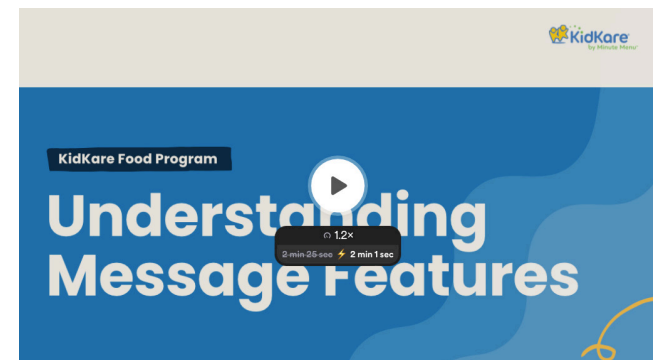 KidKare
by Minute Menu
KidKare Food Program
Understanding
1.2×
2 min 25 sec ⚡ 2 min 1 sec
Message Features